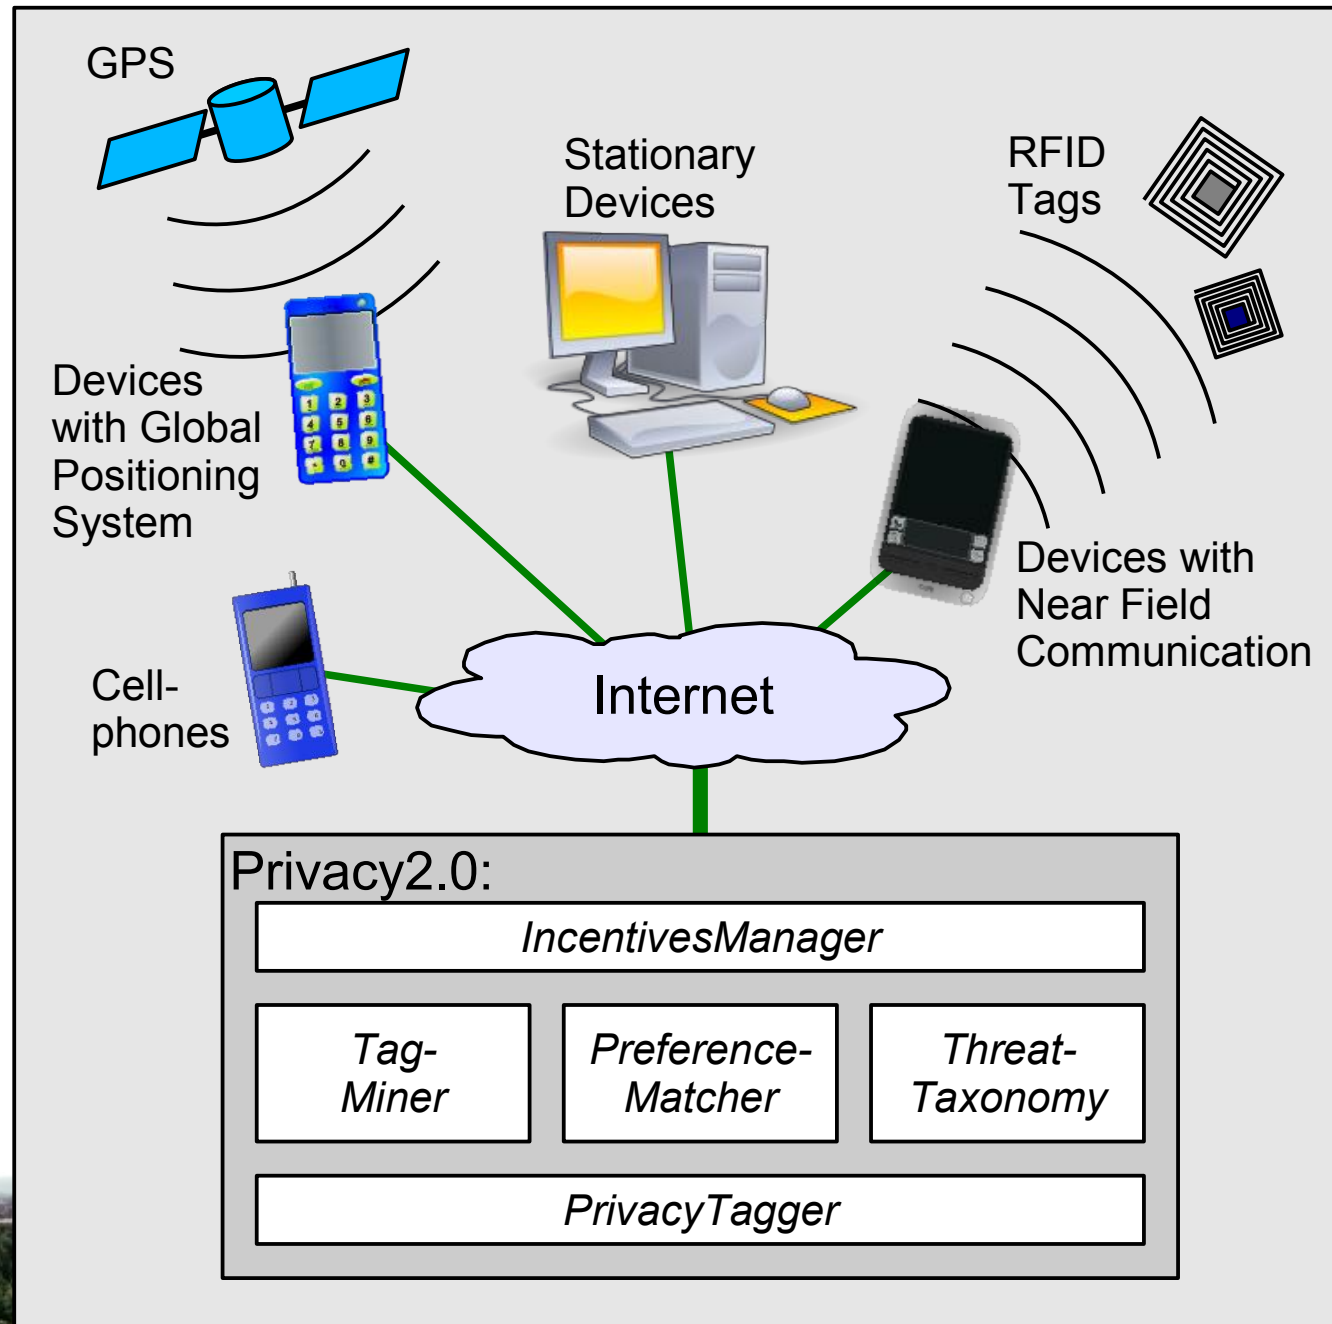 GPS
Stationary
Devices
RFID
Tags
Devices
with Global
Positioning
System
Devices with
Near Field
Communication
Cell-
phones
Internet
Privacy2.0:
IncentivesManager
Tag-
Miner
Preference-
Matcher
Threat-
Taxonomy
PrivacyTagger